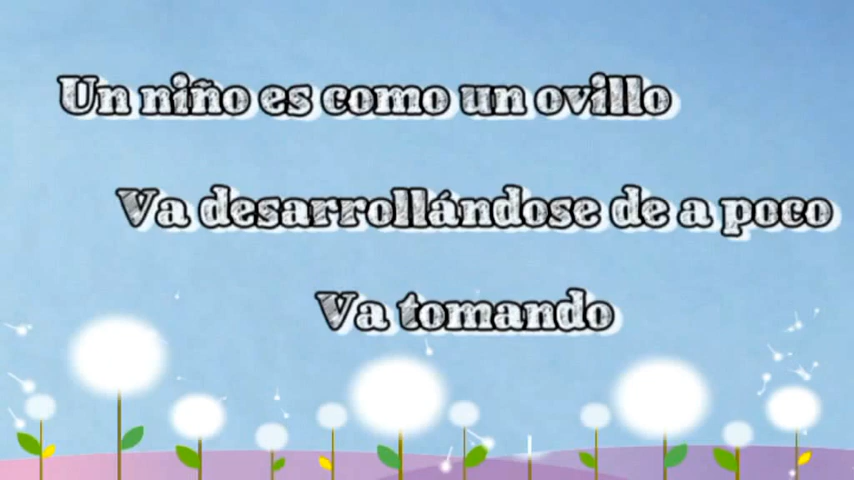 Un niño es como un ovillo
Va desarrollándose de a poco
Va tomando